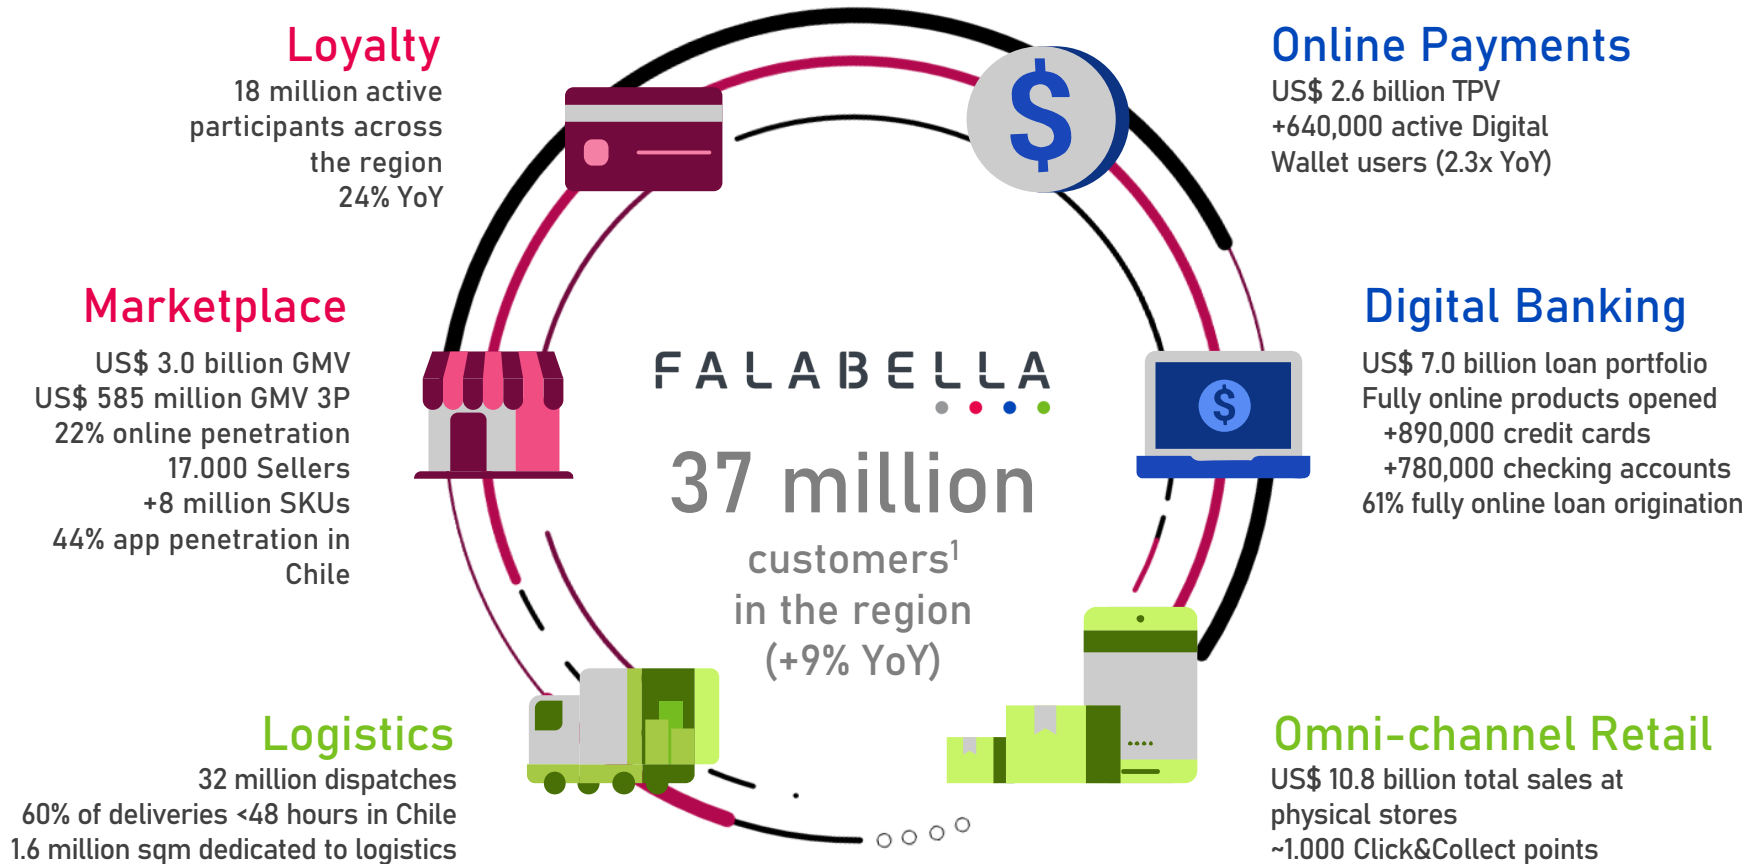 Loyalty
18 million active
participants across
the region
24% YoY
Online Payments
US$ 2.6 billion TPV
+640,000 active Digital
Wallet users (2.3x YoY)
Marketplace
US$ 3.0 billion GMV
US$ 585 million GMV 3P
22% online penetration
17.000 Sellers
+8 million SKUs
44% app penetration in
Chile
FALABELLA
37 million
customers¹
in the region
(+9% YoY)
Digital Banking
US$ 7.0 billion loan portfolio
Fully online products opened
+890,000 credit cards
+780,000 checking accounts
61% fully online loan origination
Logistics
32 million dispatches
60% of deliveries <48 hours in Chile
1.6 million sqm dedicated to logistics
Omni-channel Retail
US$ 10.8 billion total sales at
physical stores
~1.000 Click&Collect points
$
$